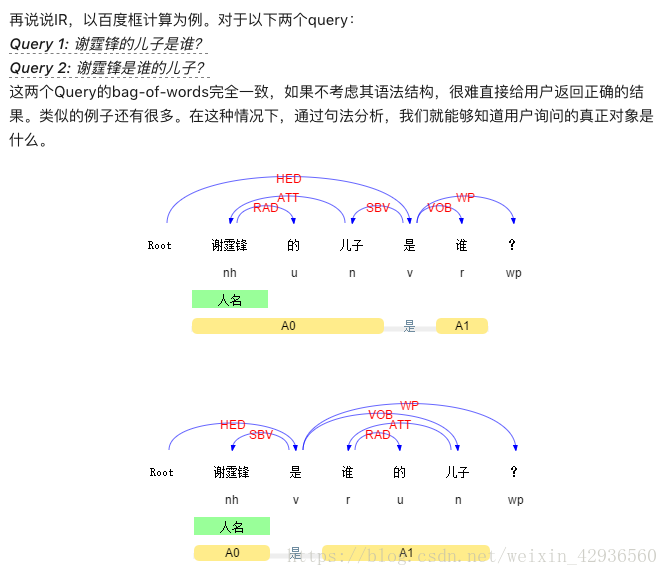 再说说IR，以百度框计算为例。对于以下两个query：
Query 1: 谢霆锋的儿子是谁？
Query 2: 谢霆锋是谁的儿子？
这两个Query的bag-of-words完全一致，如果不考虑其语法结构，很难直接给用户返回正确的结
果。类似的例子还有很多。在这种情况下，通过句法分析，我们就能够知道用户询问的真正对象是
什么。
HED
ATT WP
RAD SBV VOB
Root 谢霆锋 的 儿子 是 谁 ？
nh u n v r wp
人名
A0 是 A1
WP
VOB
HED ATT
SBV RAD
Root 谢霆锋 是 谁 的 儿子 ？
nh v r u n wp
人名
A0 是 A1
https://blog.csdn.net/weixin_42936560